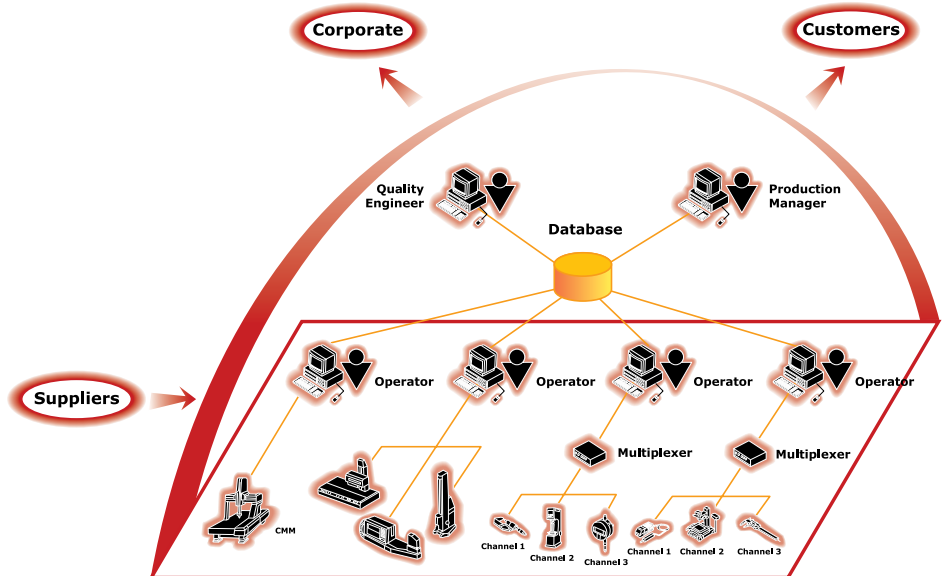 Corporate
Customers
Quality
Engineer
Production
Manager
Database
Suppliers
Operator
Operator
Operator
Operator
Multiplexer
Multiplexer
CMM
Channel 1
Channel 2
Channel 3
Channel 1
Channel 2
Channel 3